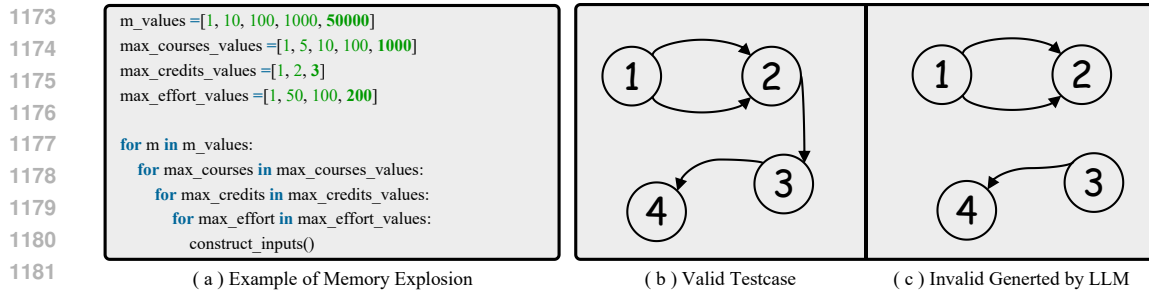 1173
1174
1175
1176
1177
1178
1179
1180
1181
m_values =[1, 10, 100, 1000, 50000]
max_courses_values =[1, 5, 10, 100, 1000]
max_credits_values =[1, 2, 3]
max_effort_values =[1, 50, 100, 200]
for m in m_values:
for max_courses in max_courses_values:
for max_credits in max_credits_values:
for max_effort in max_effort_values:
construct_inputs()
( a ) Example of Memory Explosion
1
2
3
4
( b ) Valid Testcase
1
2
3
4
( c ) Invalid Generted by LLM